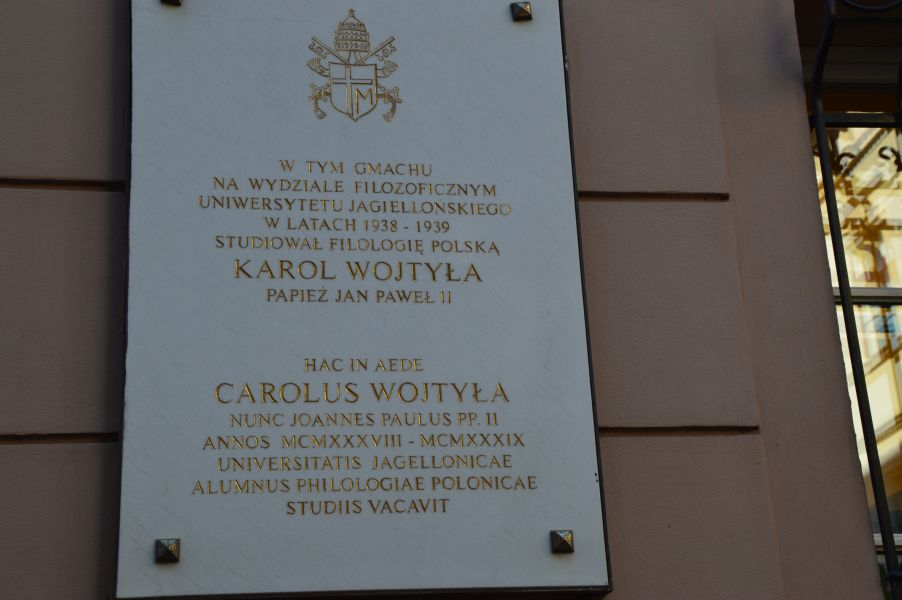 M
W TYM GMACHU
NA WYDZIALE FILOZOFICZNYM
UNIWERSYTETU JAGIELLOŃSKIEGO
W LATACH 1938 - 1939
STUDIOWAŁ FILOLOGIĘ POLSKĄ
KAROL WOJTYŁA
PAPIEŻ JAN PAWEŁ II
HAC IN AEDE
CAROLUS WOJTYŁA
NUNC JOANNES PAULUS PP. II
ANNOS MCMXXXVIII - MCMXXXIX
UNIVERSITATIS JAGELLONICAE
ALUMNUS PHILOLOGIAE POLONICAE
STUDIIS VACAVIT